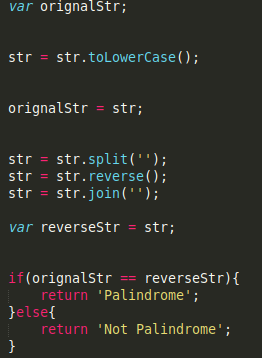 var orignalStr;
str = str.toLowerCase();
orignalStr = str;
str = str.split('');
str = str.reverse();
str = str.join('');
var reverseStr = str;
if(orignalStr == reverseStr){
    return 'Palindrome';
}else{
    return 'Not Palindrome';
}